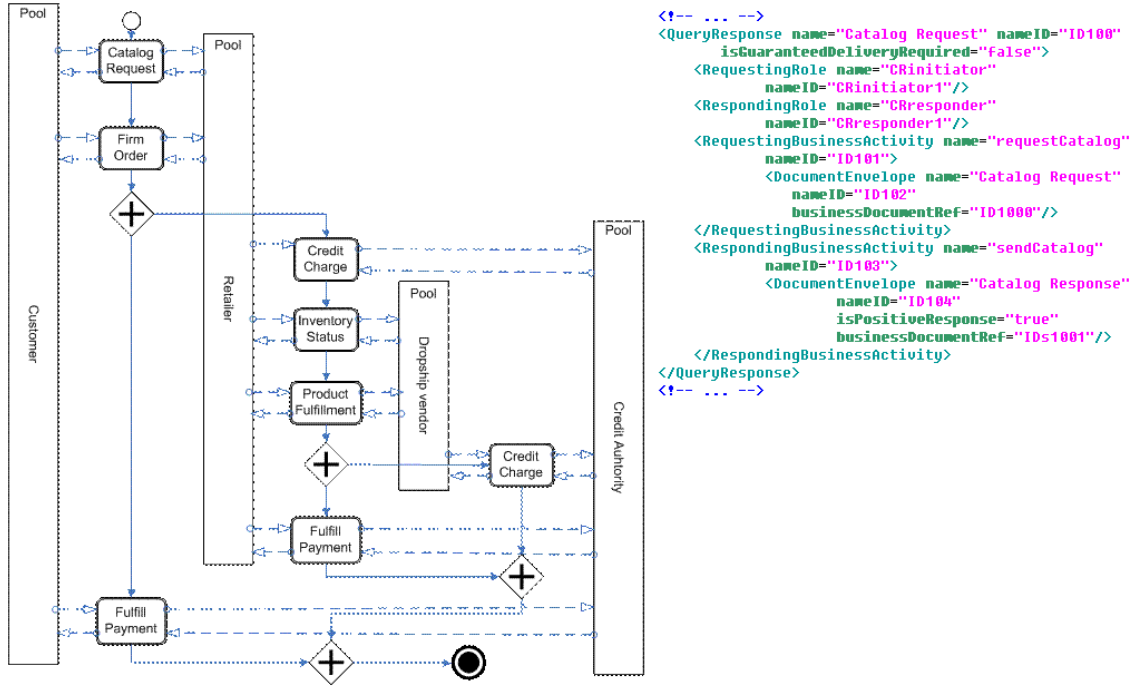 Pool
Customer
Catalog
Request
Firm
Order
Pool
Retailer
Credit
Charge
Inventory
Status
Product
Fulfillment
Pool
Dropship vendor
Credit
Charge
Pool
Credit Auhtority
Fulfill
Payment
Fulfill
Payment
<!-- ... -->
<QueryResponse name="Catalog Request" nameID="ID100"
isGuaranteedDeliveryRequired="false">
<RequestingRole name="CRinitiator"
nameID="CRinitiator1"/>
<RespondingRole name="CRresponder"
nameID="CRresponder1"/>
<RequestingBusinessActivity name="requestCatalog"
nameID="ID101">
<DocumentEnvelope name="Catalog Request"
nameID="ID102"
businessDocumentRef="ID1000"/>
</RequestingBusinessActivity>
<RespondingBusinessActivity name="sendCatalog"
nameID="ID103">
<DocumentEnvelope name="Catalog Response"
nameID="ID104"
isPositiveResponse="true"
businessDocumentRef="IDs1001"/>
</RespondingBusinessActivity>
</QueryResponse>
<!-- ... -->